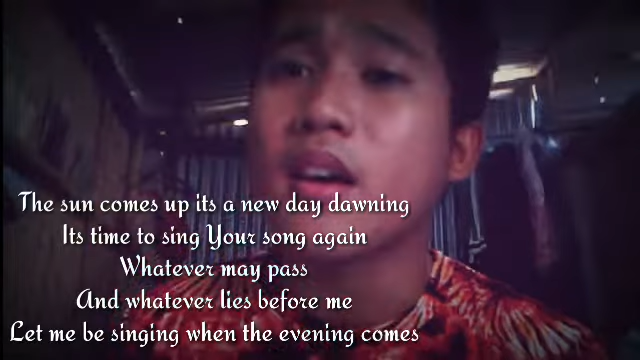 The sun comes up its a new day dawning
Its time to sing Your song again
Whatever may pass
And whatever lies before me
Let me be singing when the evening comes